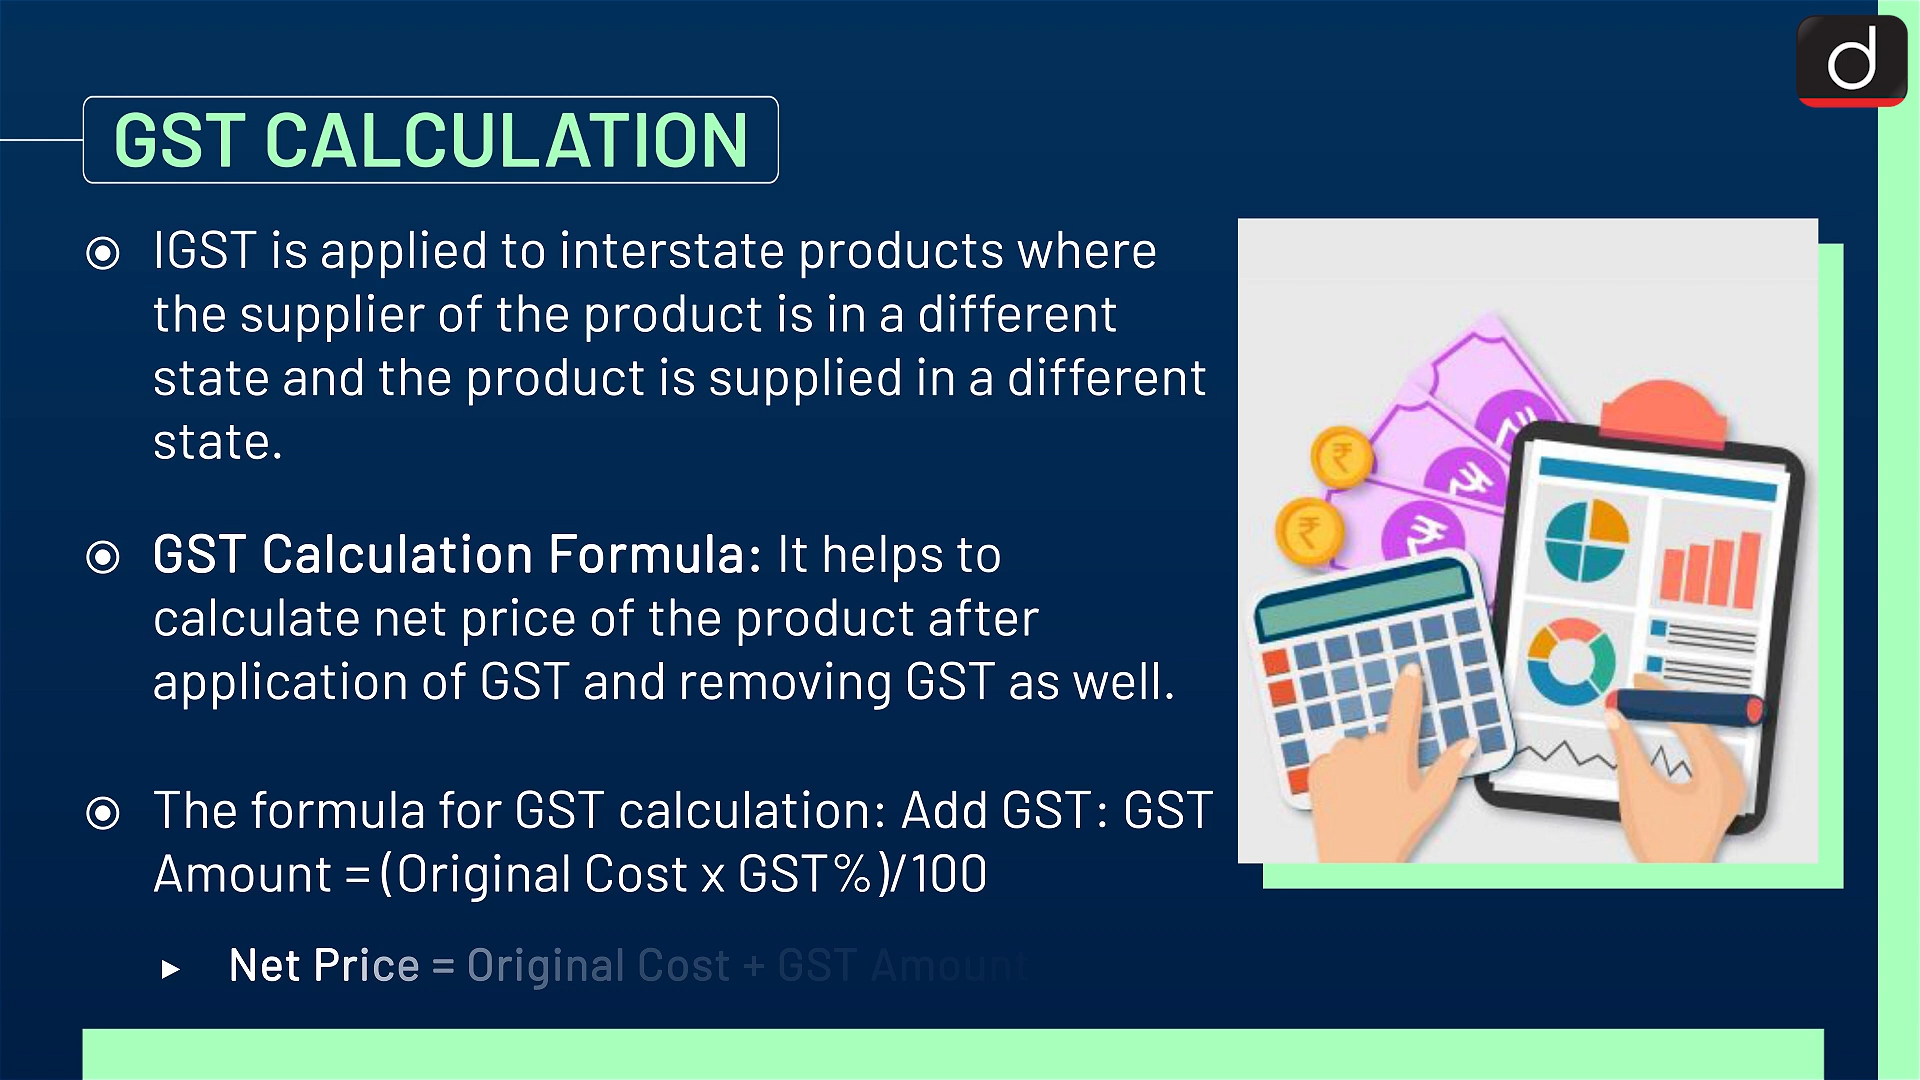 d
GST CALCULATION
IGST is applied to interstate products where
the supplier of the product is in a different
state and the product is supplied in a different
state.
GST Calculation Formula: It helps to
calculate net price of the product after
application of GST and removing GST as well.
The formula for GST calculation: Add GST: GST
Amount = (Original Cost x GST%)/100
Net Price = Original Cost + GST Amount
₹
₹
₹
₹
₹